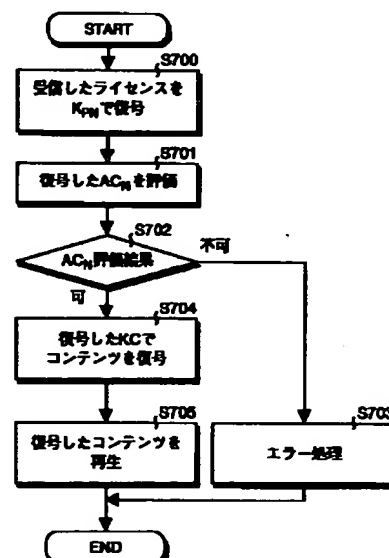 START
S700
受信したライセンスを
KPNで復号
S701
復号したACNを評価
S702
ACN評価結果
不可
可
S704
復号したKCで
コンテンツを復号
S705
復号したコンテンツを
再生
S703
エラー処理
END